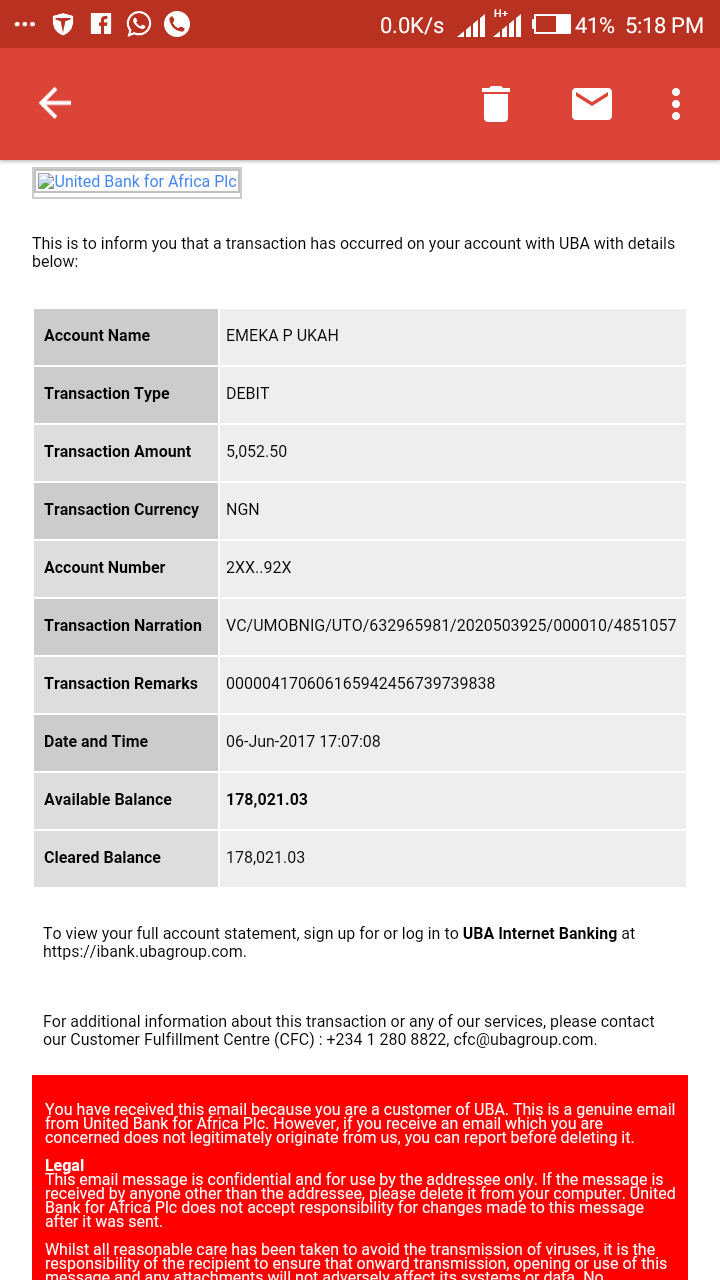 0.0K/s H+ 41% 5:18 PM
United Bank for Africa Plc
This is to inform you that a transaction has occurred on your account with UBA with details
below:
Account Name EMEKA P UKAH
Transaction Type DEBIT
Transaction Amount 5,052.50
Transaction Currency NGN
Account Number 2XX..92X
Transaction Narration VC/UMOBNIG/UTO/632965981/2020503925/000010/4851057
Transaction Remarks 000004170606165942456739739838
Date and Time 06-Jun-2017 17:07:08
Available Balance 178,021.03
Cleared Balance 178,021.03
To view your full account statement, sign up for or log in to UBA Internet Banking at
https://ibank.ubagroup.com.
For additional information about this transaction or any of our services, please contact
our Customer Fulfillment Centre (CFC) : +234 1 280 8822, cfc@ubagroup.com.
You have received this email because you are a customer of UBA. This is a genuine email
from United Bank for Africa Plc. However, if you receive an email which you are
concerned does not legitimately originate from us, you can report before deleting it.
Legal
This email message is confidential and for use by the addressee only. If the message is
received by anyone other than the addressee, please delete it from your computer. United
Bank for Africa Plc does not accept responsibility for changes made to this message
after it was sent.
Whilst all reasonable care has been taken to avoid the transmission of viruses, it is the
responsibility of the recipient to ensure that onward transmission, opening or use of this
message and any attachments will not adversely affect its systems or data. No